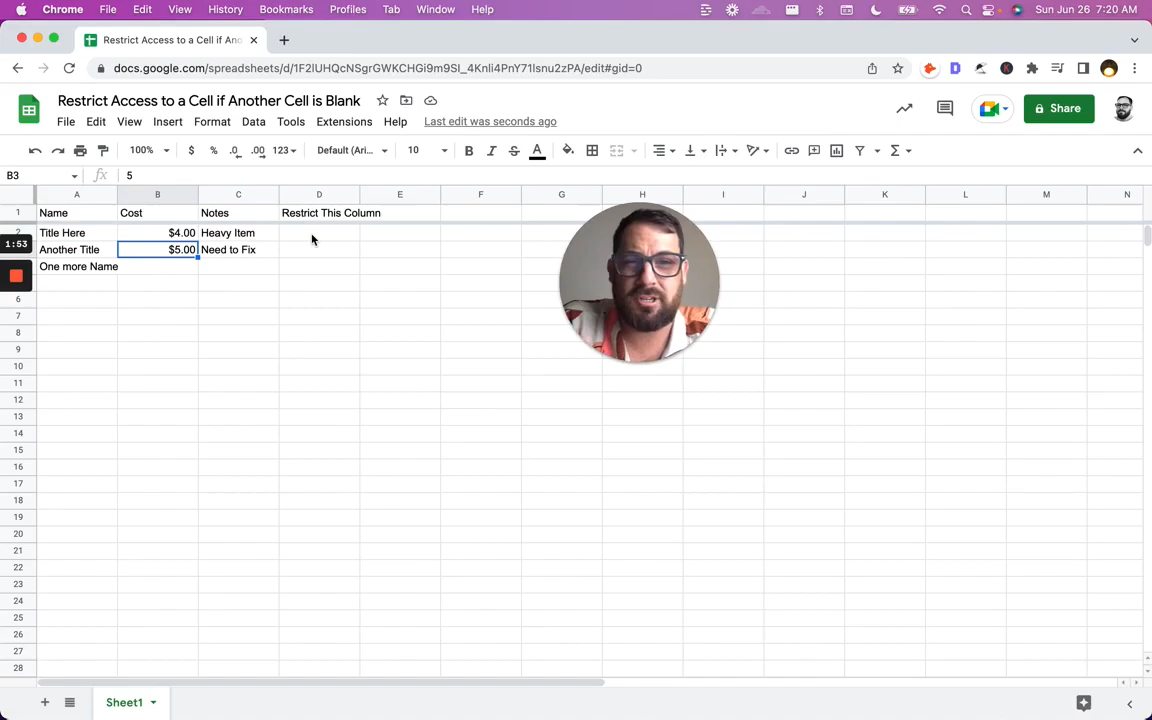 Chrome File Edit View History Bookmarks Profiles Tab Window Help Sun Jun 26 7:20 AM
Restrict Access to a Cell if Ano
docs.google.com/spreadsheets/d/
Restrict Access to a Cell if Another Cell is Blank
Share
File Edit View Insert Format Data Tools Extensions Help Last edit was seconds ago
100% $ % .0 .00 123 Default (Ari... 10 B I S A
B3 fx 5
A B C D E F G H I J K L M N
1 Name Cost Notes Restrict This Column
2 Title Here $4.00 Heavy Item
1:53 Another Title $5.00 Need to Fix
One more Name
6
7
8
9
10
11
12
13
14
15
16
17
18
19
20
21
22
23
24
25
26
27
28
Sheet1